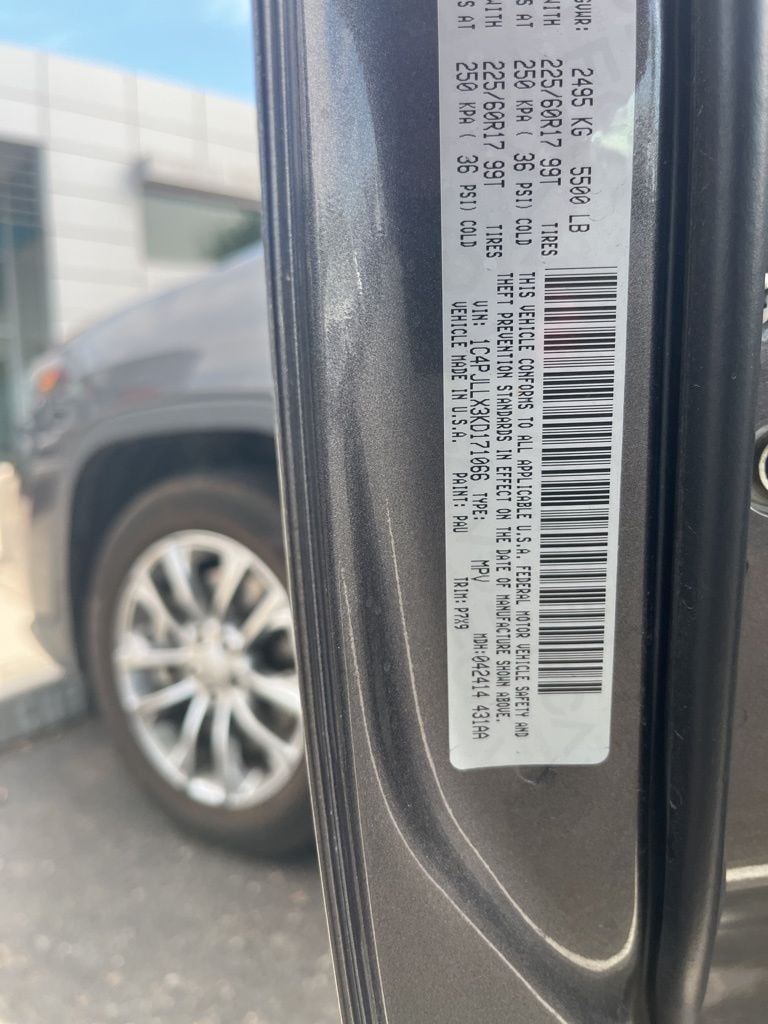 GVWR: 2495 KG 5500 LB
WITH 225/60R17 99T TIRES
S AT 250 KPA ( 36 PSI) COLD
WITH 225/60R17 99T TIRES
S AT 250 KPA ( 36 PSI) COLD
THIS VEHICLE CONFORMS TO ALL APPLICABLE U.S.A. FEDERAL MOTOR VEHICLE SAFETY AND
THEFT PREVENTION STANDARDS IN EFFECT ON THE DATE OF MANUFACTURE SHOWN ABOVE.
VIN: 1C4PJLLX3KD171066 TYPE: MPV MDH:042414 431AA
VEHICLE MADE IN U.S.A. PAINT: PAU TRIM: P7X9